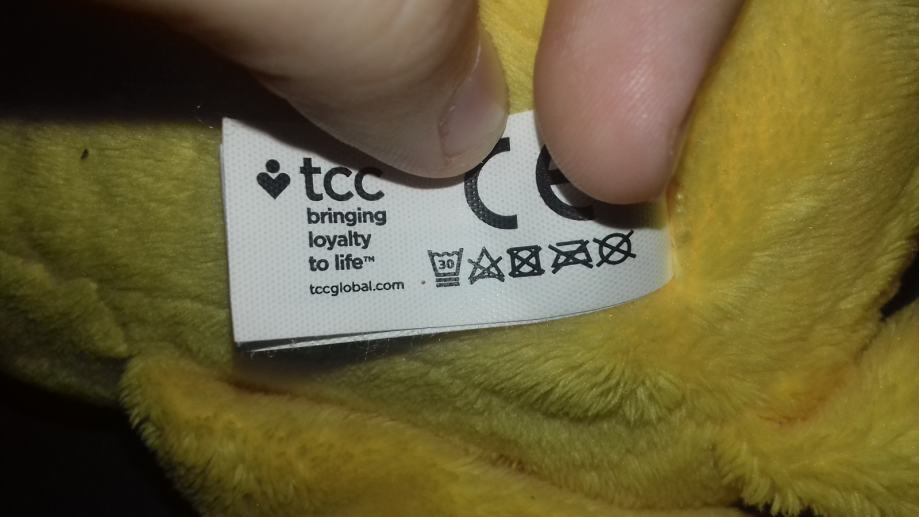 tcc
bringing
loyalty
to life™
tccglobal.com
CE
30